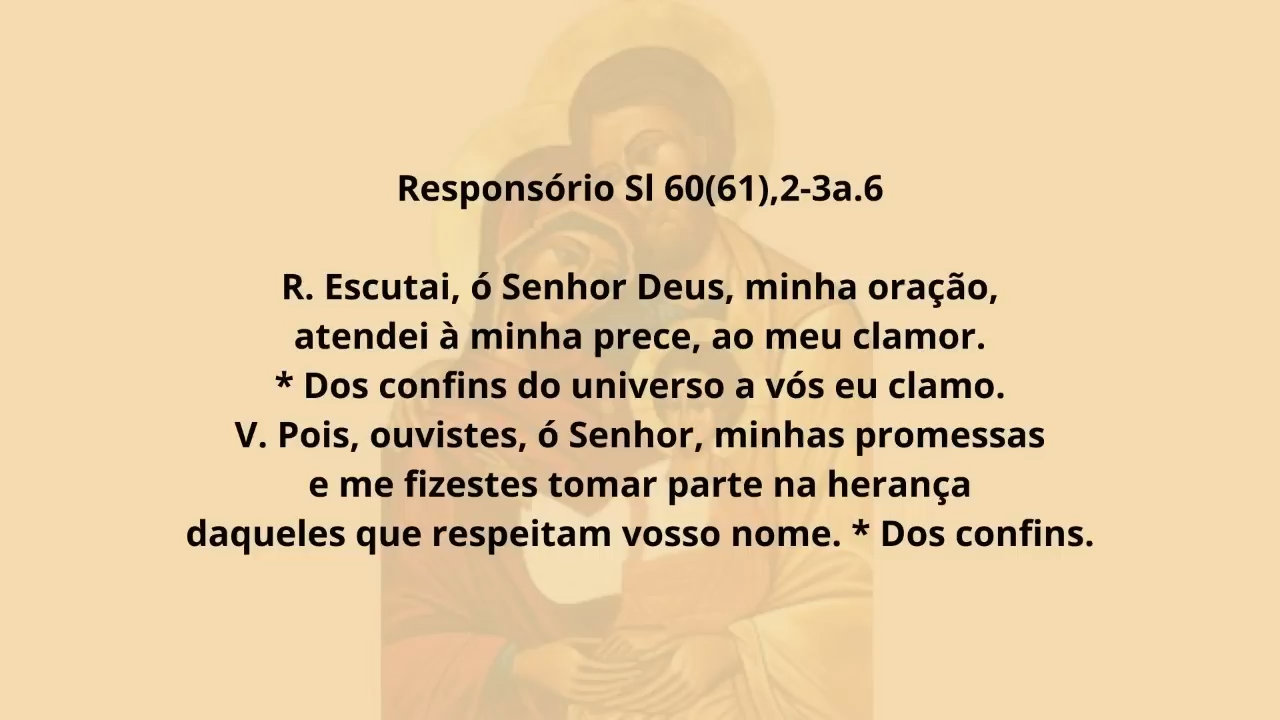 Responsório Sl 60(61),2-3a.6
R. Escutai, ó Senhor Deus, minha oração,
atendei à minha prece, ao meu clamor.
* Dos confins do universo a vós eu clamo.
V. Pois, ouvistes, ó Senhor, minhas promessas
e me fizestes tomar parte na herança
daqueles que respeitam vosso nome. * Dos confins.